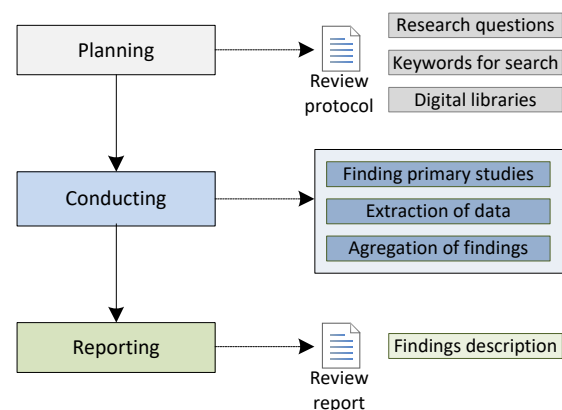 Planning
Review
protocol
Research questions
Keywords for search
Digital libraries
Conducting
Finding primary studies
Extraction of data
Agregation of findings
Reporting
Review
report
Findings description